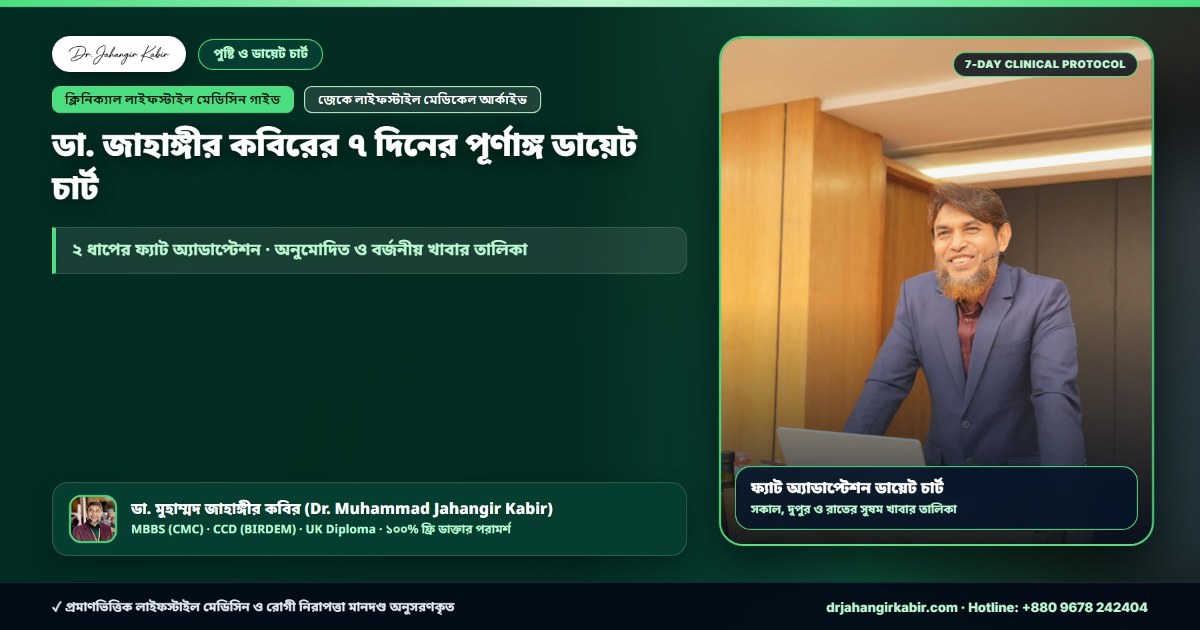 Dr. Jahangir Kabir
পুষ্টি ও ডায়েট চার্ট
ক্লিনিক্যাল লাইফস্টাইল মেডিসিন গাইড
জেকে লাইফস্টাইল মেডিকেল আর্কাইভ
ডা. জাহাঙ্গীর কবিরের ৭ দিনের পূর্ণাঙ্গ ডায়েট
চার্ট
২ ধাপের ফ্যাট অ্যাডাপ্টেশন · অনুমোদিত ও বর্জনীয় খাবার তালিকা
ডা. মুহাম্মদ জাহাঙ্গীর কবির (Dr. Muhammad Jahangir Kabir)
MBBS (CMC) · CCD (BIRDEM) · UK Diploma · ১০০% ফ্রি ডাক্তার পরামর্শ
7-DAY CLINICAL PROTOCOL
ফ্যাট অ্যাডাপ্টেশন ডায়েট চার্ট
সকাল, দুপুর ও রাতের সুষম খাবার তালিকা
✓ প্রমাণভিত্তিক লাইফস্টাইল মেডিসিন ও রোগী নিরাপত্তা মানদণ্ড অনুসরণকৃত
drjahangirkabir.com · Hotline: +880 9678 242404